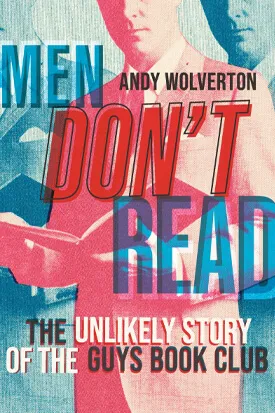 MEN
ANDY WOLVERTON
DON'T
READ
THE UNLIKELY STORY
OF THE GUYS BOOK CLUB